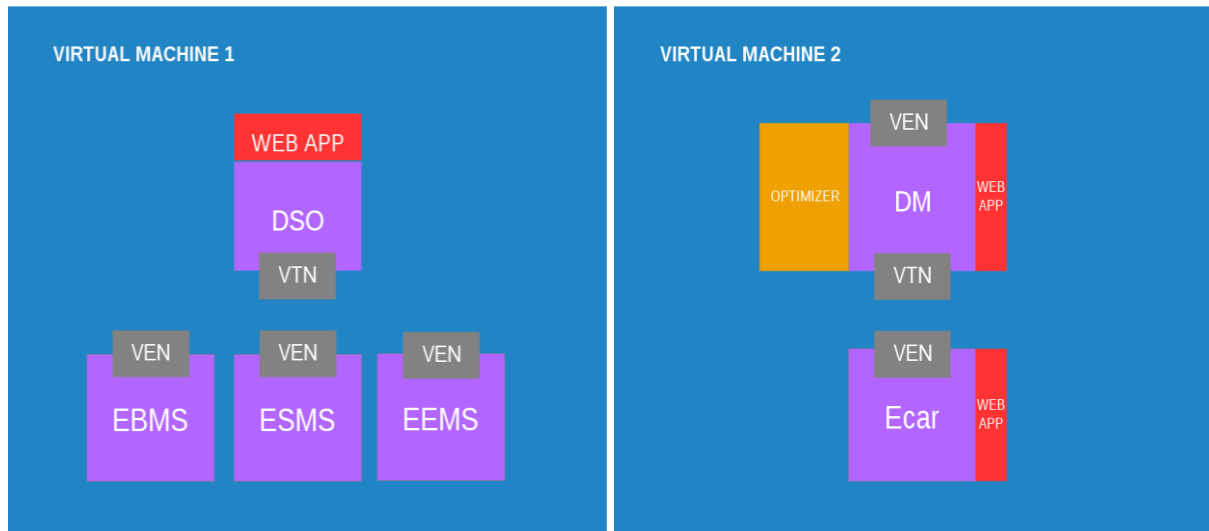 VIRTUAL MACHINE 1
WEB APP
DSO
VTN
VEN
EBMS
VEN
ESMS
VEN
EEMS
VIRTUAL MACHINE 2
VEN
OPTIMIZER
DM
WEB
APP
VTN
VEN
Ecar
WEB
APP